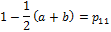 1 − 1/2 (a + b) = p₁₁